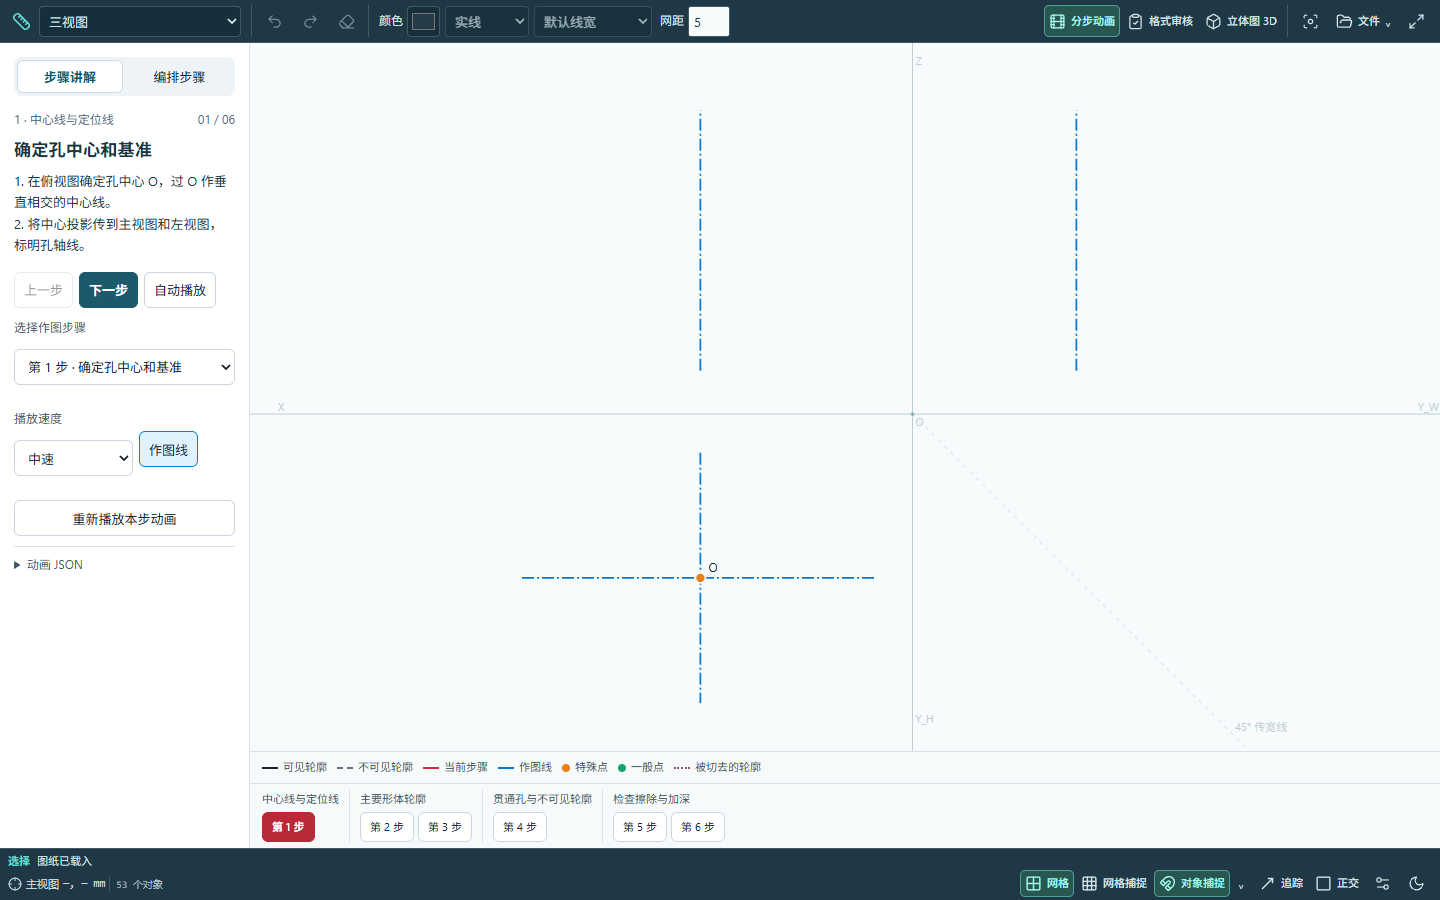 三视图
颜色
实线
默认线宽
网距
5
分步动画
格式审核
立体图 3D
文件
步骤讲解
编排步骤
1 · 中心线与定位线
01 / 06
确定孔中心和基准
1. 在俯视图确定孔中心 O，过 O 作垂
直相交的中心线。
2. 将中心投影传到主视图和左视图，
标明孔轴线。
上一步
下一步
自动播放
选择作图步骤
第 1 步 · 确定孔中心和基准
播放速度
中速
作图线
重新播放本步动画
动画 JSON
Z
X
Y_W
O
O
Y_H
45° 传宽线
可见轮廓
不可见轮廓
当前步骤
作图线
特殊点
一般点
被切去的轮廓
中心线与定位线
主要形体轮廓
贯通孔与不可见轮廓
检查擦除与加深
第 1 步
第 2 步
第 3 步
第 4 步
第 5 步
第 6 步
选择 图纸已载入
主视图 —, — mm
53 个对象
网格
网格捕捉
对象捕捉
追踪
正交